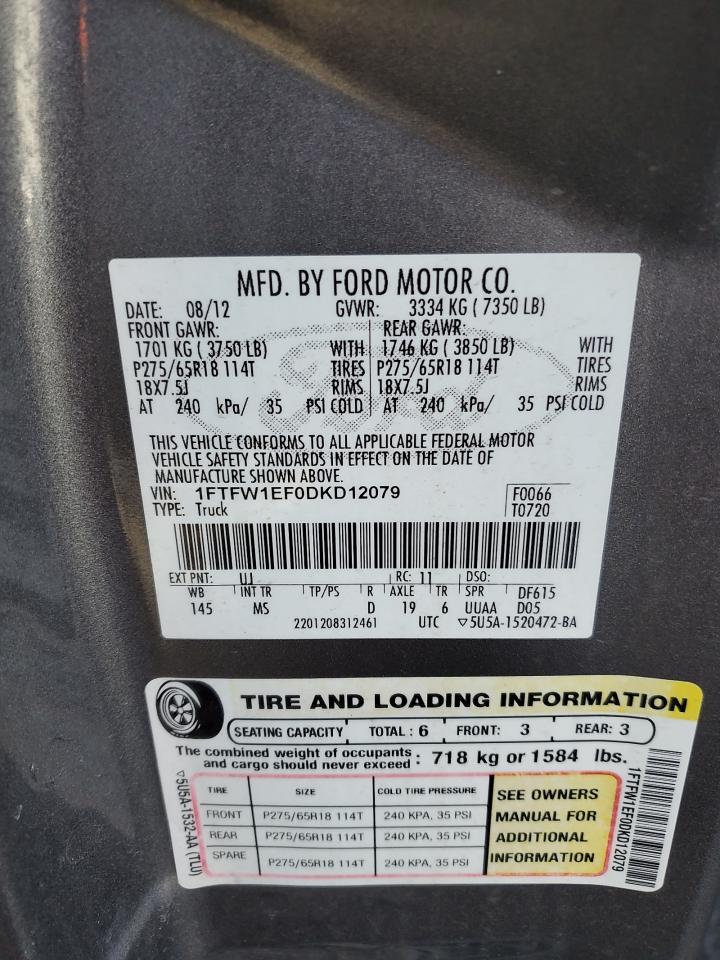 MFD. BY FORD MOTOR CO.
DATE: 08/12 GVWR: 3334 KG ( 7350 LB)
FRONT GAWR: REAR GAWR:
1701 KG ( 3750 LB) WITH 1746 KG ( 3850 LB) WITH
P275/65R18 114T TIRES P275/65R18 114T TIRES
18X7.5J RIMS 18X7.5J RIMS
AT 240 kPa/ 35 PSI COLD AT 240 kPa/ 35 PSI COLD
THIS VEHICLE CONFORMS TO ALL APPLICABLE FEDERAL MOTOR
VEHICLE SAFETY STANDARDS IN EFFECT ON THE DATE OF
MANUFACTURE SHOWN ABOVE.
VIN: 1FTFW1EF0DKD12079 F0066
TYPE: Truck T0720
EXT PNT: UJ RC: 11 DSO:
WB INT TR TP/PS R AXLE TR SPR DF615
145 MS D 19 6 UUAA D05
2201208312461 UTC ▽5U5A-1520472-BA
TIRE AND LOADING INFORMATION
SEATING CAPACITY TOTAL : 6 FRONT: 3 REAR: 3
The combined weight of occupants
and cargo should never exceed : 718 kg or 1584 lbs.
TIRE SIZE COLD TIRE PRESSURE
FRONT P275/65R18 114T 240 KPA, 35 PSI
REAR P275/65R18 114T 240 KPA, 35 PSI
SPARE P275/65R18 114T 240 KPA, 35 PSI
SEE OWNERS
MANUAL FOR
ADDITIONAL
INFORMATION
▽5U5A-1532-AA (TLU)
1FTFW1EF0DKD12079